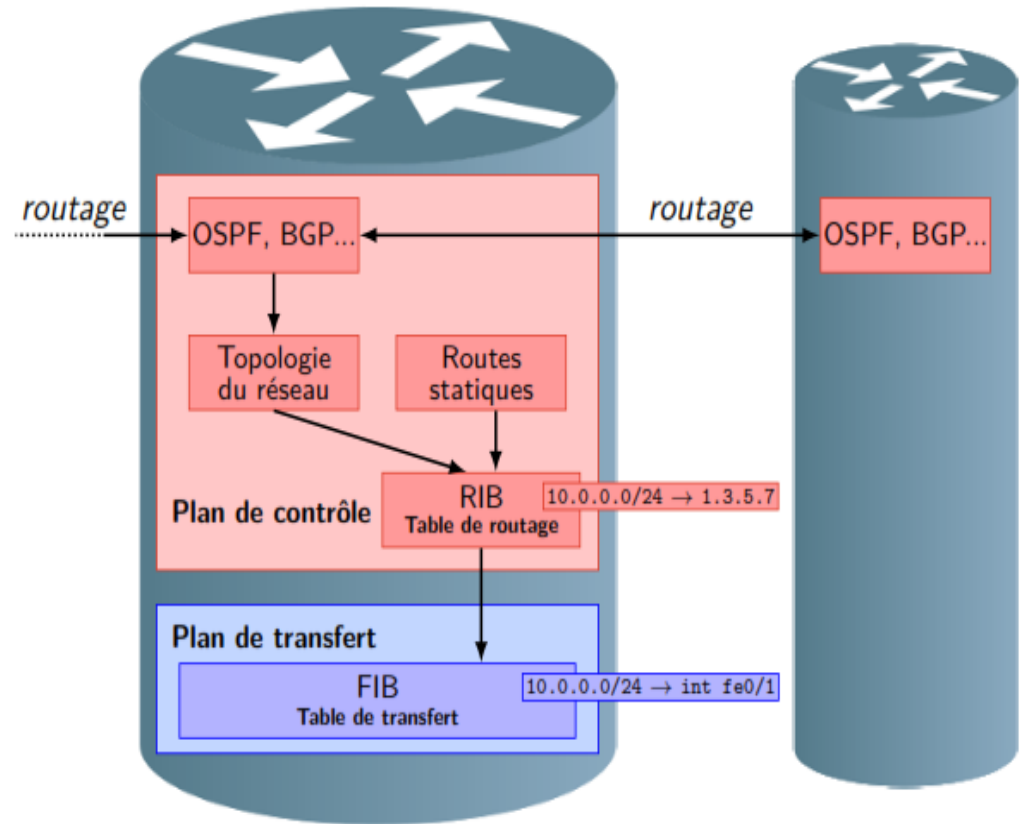 routage
routage
OSPF, BGP...
OSPF, BGP...
Topologie
du réseau
Routes
statiques
Plan de contrôle
RIB
Table de routage
10.0.0.0/24 → 1.3.5.7
Plan de transfert
FIB
Table de transfert
10.0.0.0/24 → int fe0/1